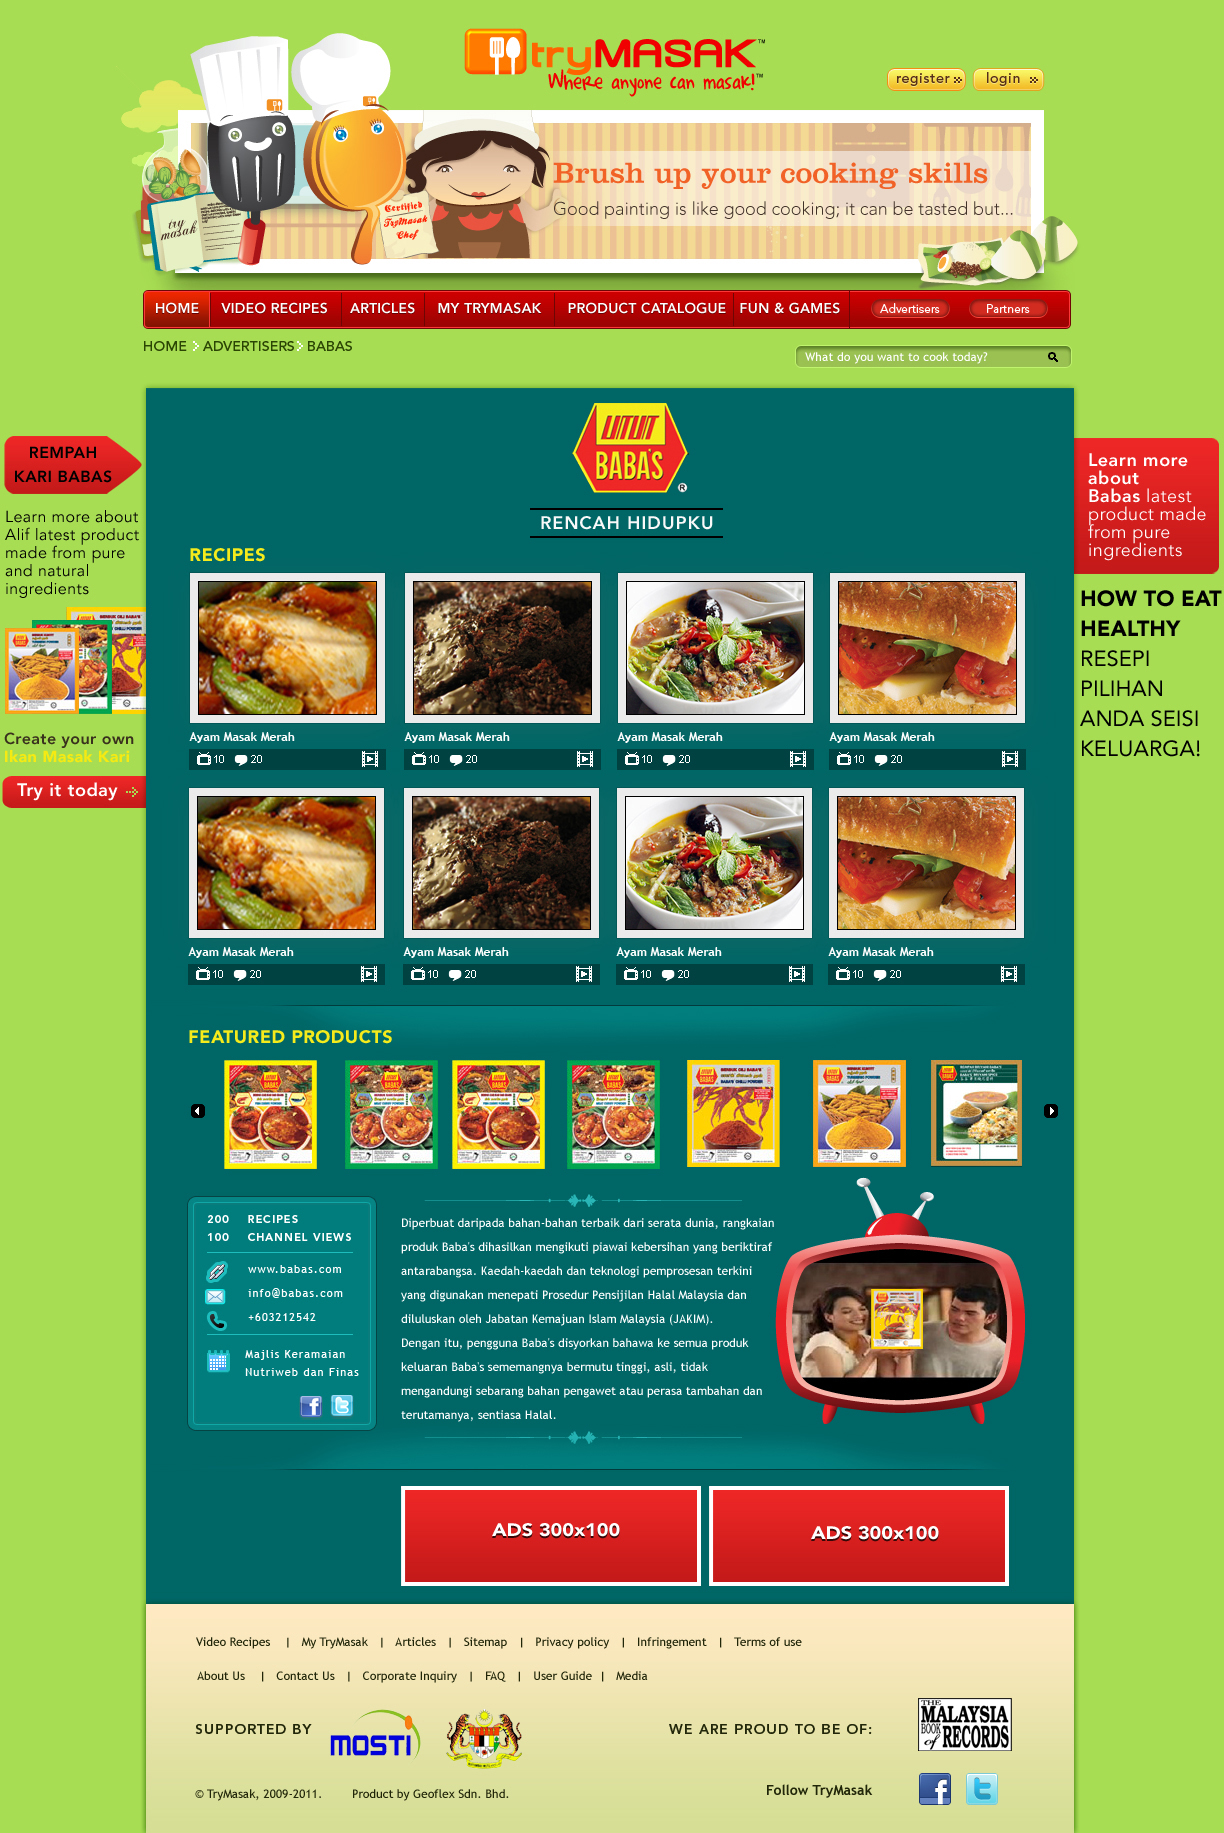 tryMASAK™
Where anyone can masak!™
register
login
try masak
Certified
TryMasak
Chef
Brush up your cooking skills
Good painting is like good cooking; it can be tasted but...
HOME
VIDEO RECIPES
ARTICLES
MY TRYMASAK
PRODUCT CATALOGUE
FUN & GAMES
Advertisers
Partners
HOME > ADVERTISERS > BABAS
What do you want to cook today?
REMPAH
KARI BABAS
Learn more about
Alif latest product
made from pure
and natural
ingredients
Create your own
Ikan Masak Kari
Try it today
BABA'S ®
RENCAH HIDUPKU
Learn more
about
Babas latest
product made
from pure
ingredients
HOW TO EAT
HEALTHY
RESEPI
PILIHAN
ANDA SEISI
KELUARGA!
RECIPES
Ayam Masak Merah
10 20
Ayam Masak Merah
10 20
Ayam Masak Merah
10 20
Ayam Masak Merah
10 20
Ayam Masak Merah
10 20
Ayam Masak Merah
10 20
Ayam Masak Merah
10 20
Ayam Masak Merah
10 20
FEATURED PRODUCTS
BABA'S
BABA'S
BABA'S
BABA'S
BABA'S
BABA'S
200 RECIPES
100 CHANNEL VIEWS
www.babas.com
info@babas.com
+603212542
Majlis Keramaian
Nutriweb dan Finas
Diperbuat daripada bahan-bahan terbaik dari serata dunia, rangkaian
produk Baba's dihasilkan mengikuti piawai kebersihan yang beriktiraf
antarabangsa. Kaedah-kaedah dan teknologi pemprosesan terkini
yang digunakan menepati Prosedur Pensijilan Halal Malaysia dan
diluluskan oleh Jabatan Kemajuan Islam Malaysia (JAKIM).
Dengan itu, pengguna Baba's disyorkan bahawa ke semua produk
keluaran Baba's sememangnya bermutu tinggi, asli, tidak
mengandungi sebarang bahan pengawet atau perasa tambahan dan
terutamanya, sentiasa Halal.
ADS 300x100
ADS 300x100
Video Recipes | My TryMasak | Articles | Sitemap | Privacy policy | Infringement | Terms of use
About Us | Contact Us | Corporate Inquiry | FAQ | User Guide | Media
SUPPORTED BY
MOSTI
WE ARE PROUD TO BE OF:
THE
MALAYSIA
BOOK of RECORDS
Follow TryMasak
© TryMasak, 2009-2011.
Product by Geoflex Sdn. Bhd.